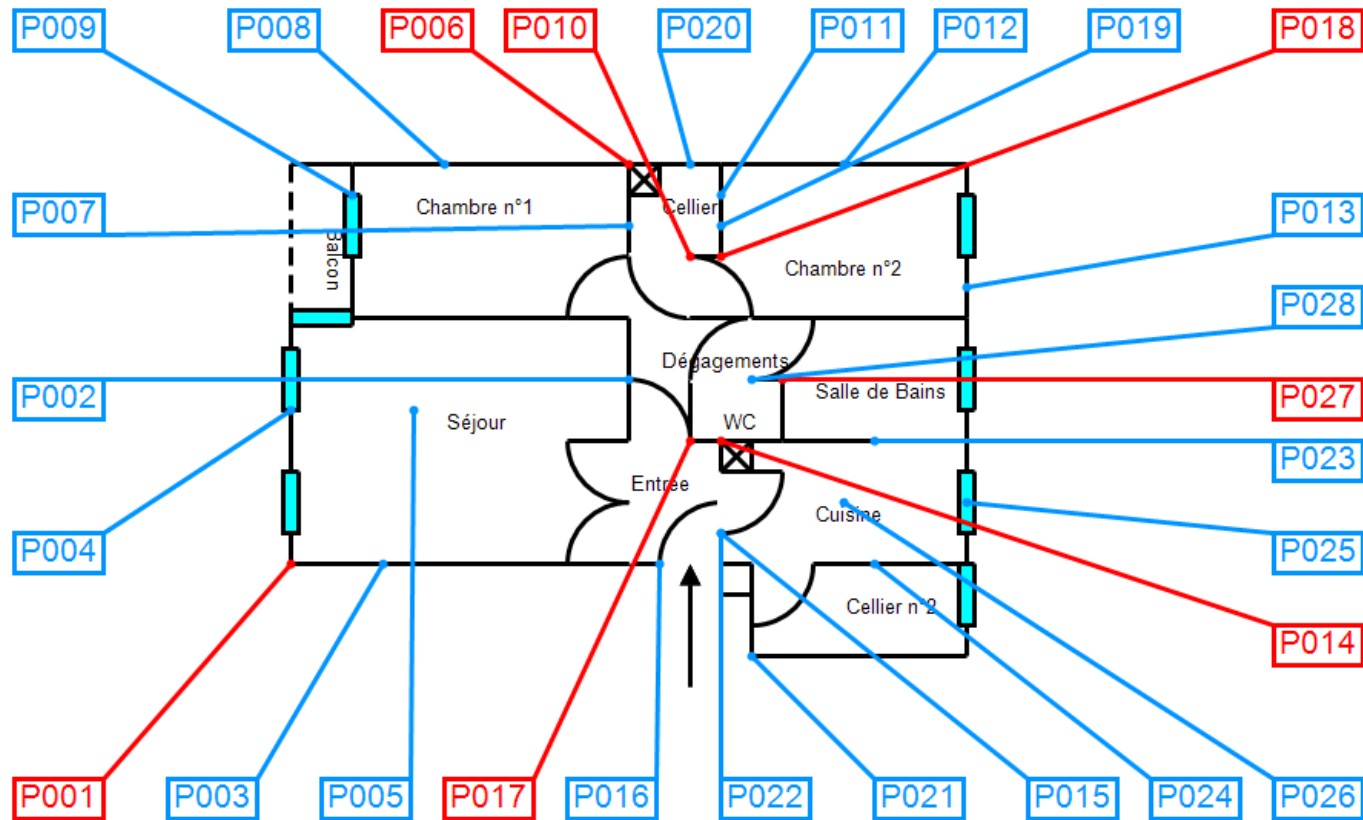 P009
P008
P006
P010
P020
P011
P012
P019
P018
Chambre n°1
Cellier
P007
Balcon
Chambre n°2
P013
P028
Dégagements
P002
Séjour
WC
Salle de Bains
P027
P023
Entrée
Cuisine
P004
P025
Cellier n°2
P014
P001
P003
P005
P017
P016
P022
P021
P015
P024
P026